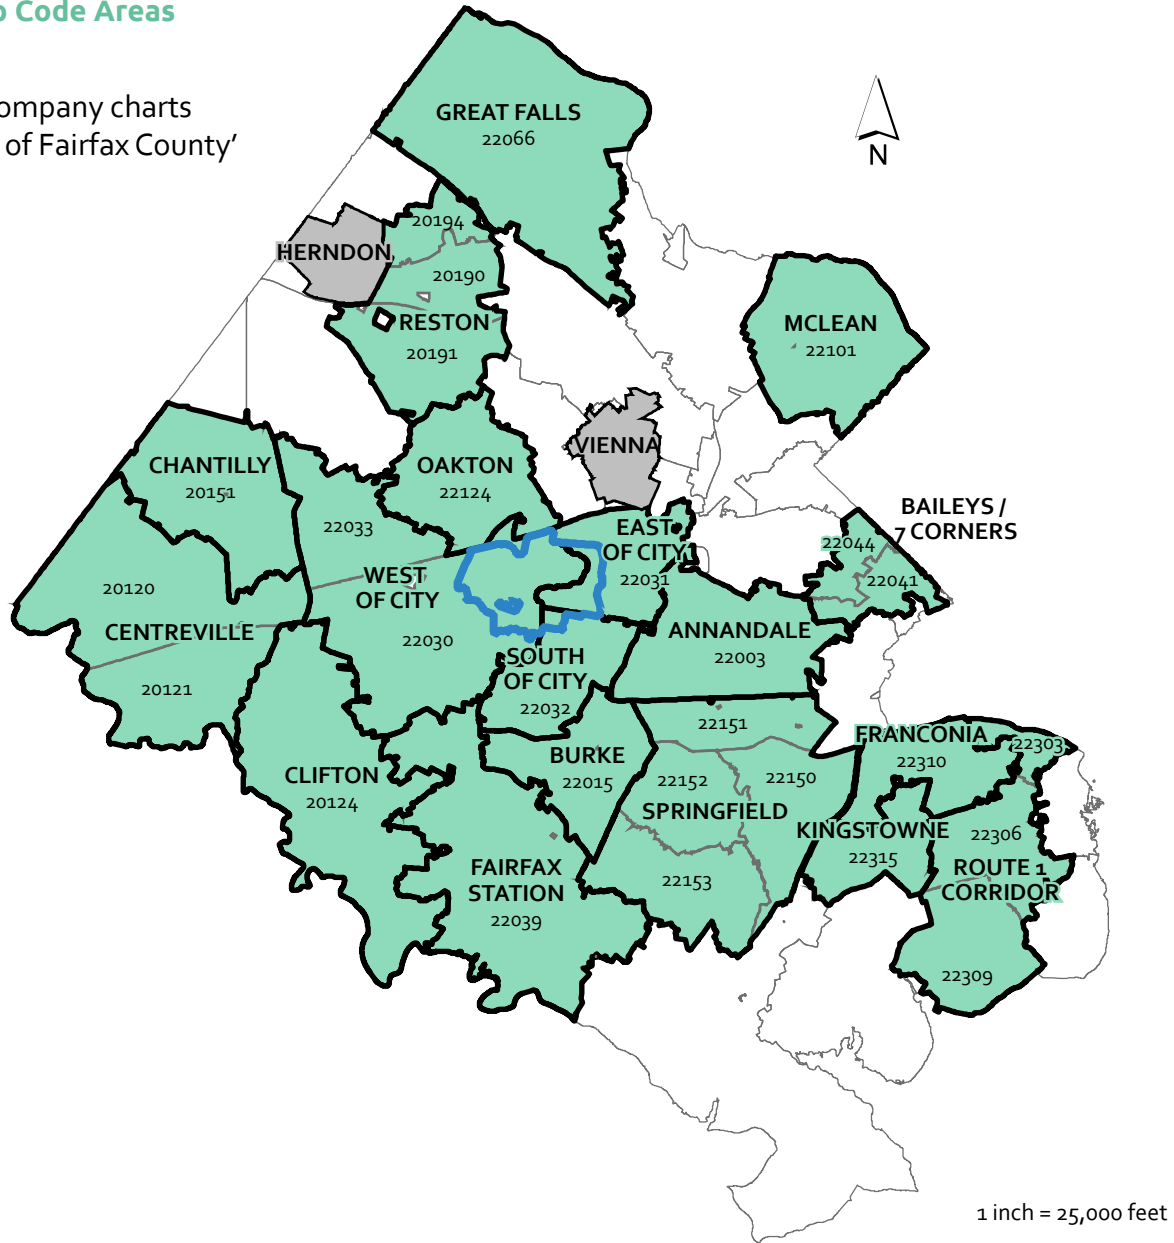 Code Areas
ompany charts
of Fairfax County’
GREAT FALLS
22066
N
20194
HERNDON
20190
RESTON
20191
MCLEAN
22101
VIENNA
CHANTILLY
20151
OAKTON
22124
22033
EAST
OF CITY
22031
BAILEYS /
7 CORNERS
22044
22041
WEST
OF CITY
22030
20120
CENTREVILLE
20121
ANNANDALE
22003
SOUTH
OF CITY
22032
22151
FRANCONIA
22310
22303
BURKE
22015
22152
22150
SPRINGFIELD
22153
CLIFTON
20124
KINGSTOWNE
22315
22306
ROUTE 1
CORRIDOR
22309
FAIRFAX
STATION
22039
1 inch = 25,000 feet